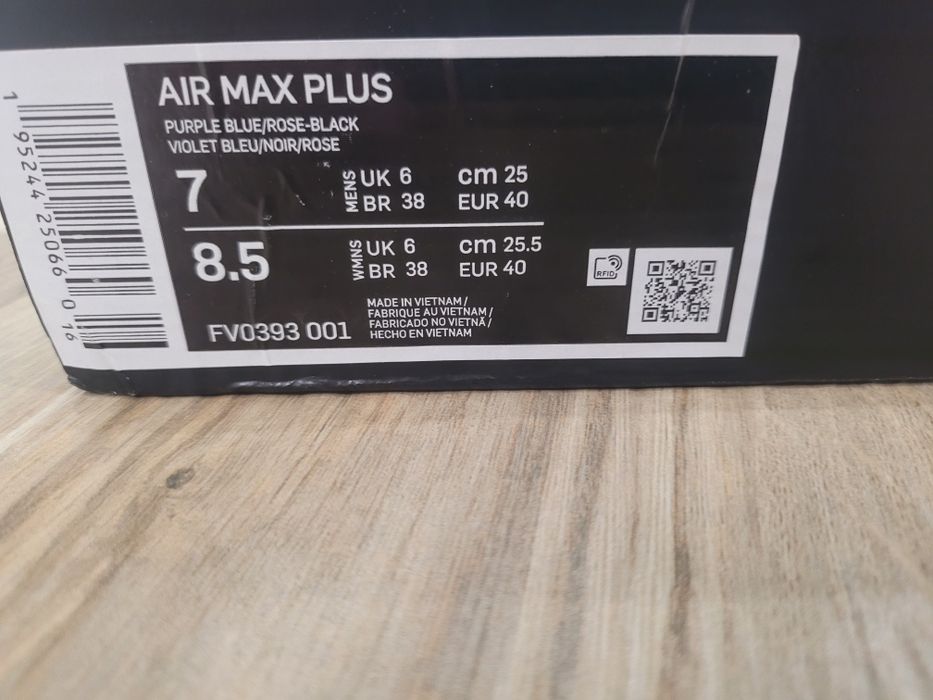 AIR MAX PLUS
PURPLE BLUE/ROSE-BLACK
VIOLET BLEU/NOIR/ROSE
7 MENS UK 6 cm 25
BR 38 EUR 40
8.5 WMNS UK 6 cm 25.5
BR 38 EUR 40
RFID
FV0393 001
MADE IN VIETNAM /
FABRIQUE AU VIETNAM /
FABRICADO NO VIETNÃ /
HECHO EN VIETNAM
1 95244 25066 0 16